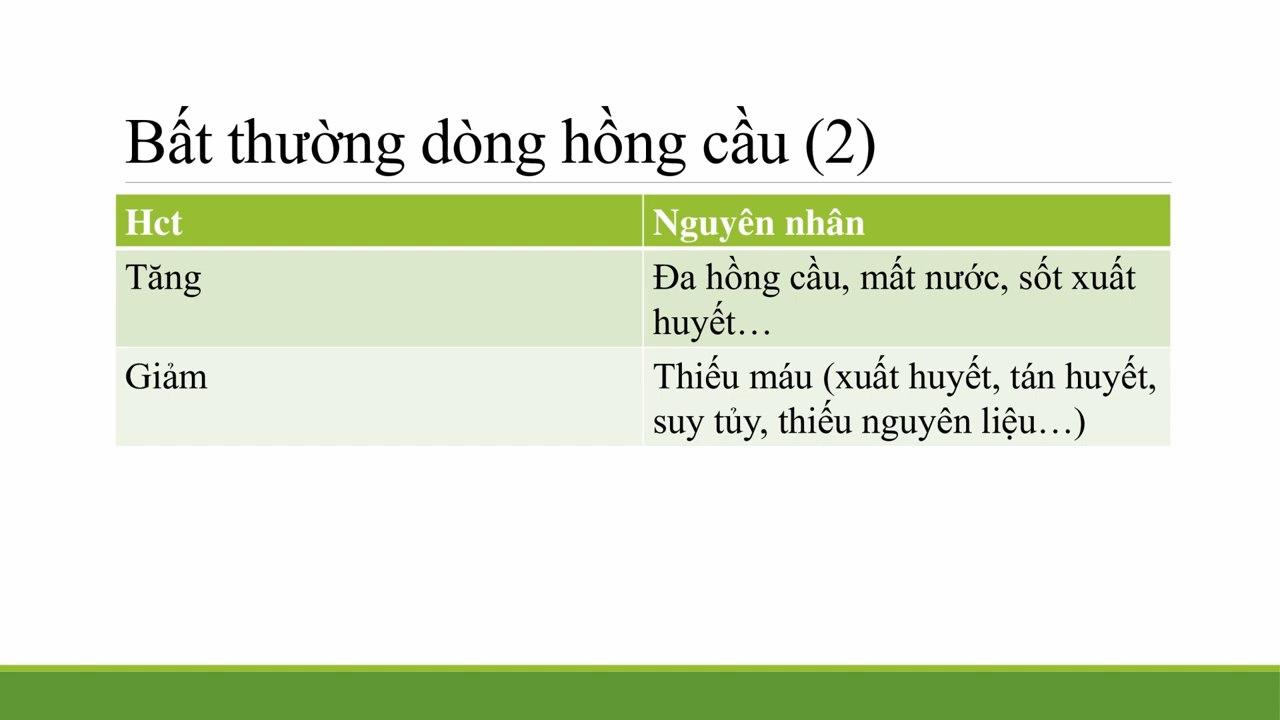 Bất thường dòng hồng cầu (2)
Hct
Nguyên nhân
Tăng
Đa hồng cầu, mất nước, sốt xuất
huyết…
Giảm
Thiếu máu (xuất huyết, tán huyết,
suy tủy, thiếu nguyên liệu…)